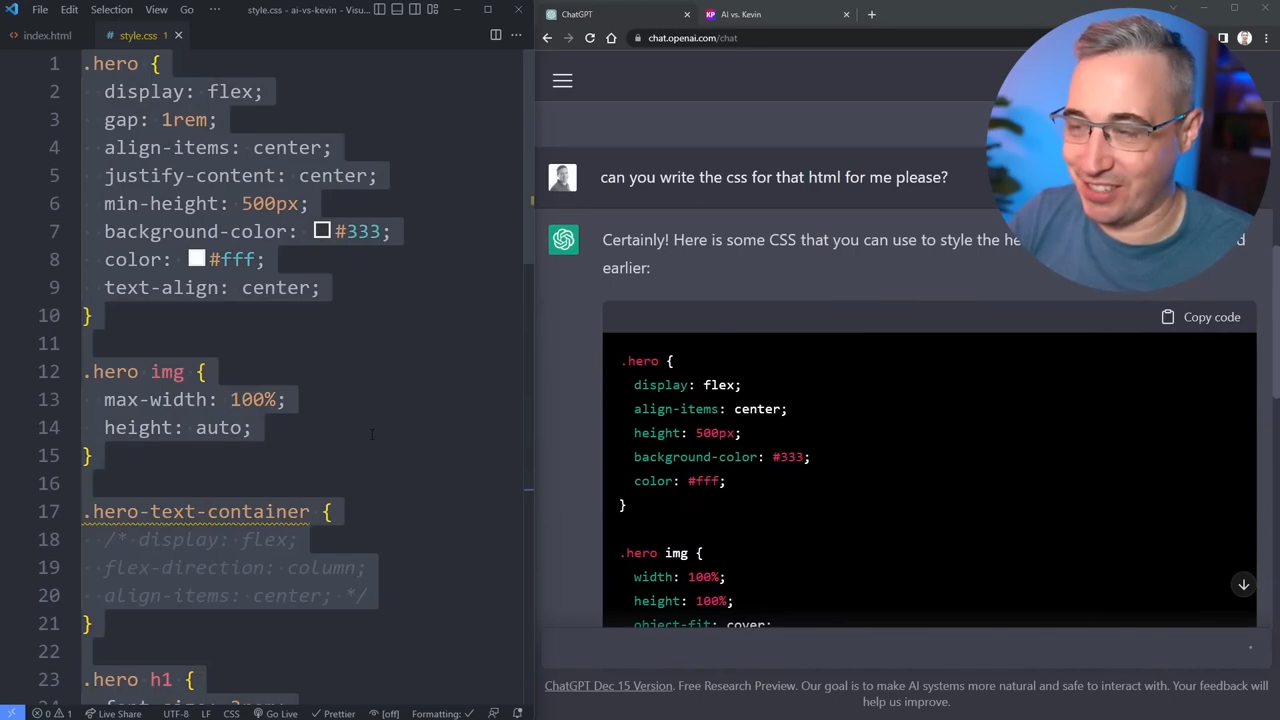 File Edit Selection View Go ··· style.css - ai-vs-kevin - Visu...
index.html style.css 1
1 .hero {
2 display: flex;
3 gap: 1rem;
4 align-items: center;
5 justify-content: center;
6 min-height: 500px;
7 background-color: #333;
8 color: #fff;
9 text-align: center;
10 }
11
12 .hero img {
13 max-width: 100%;
14 height: auto;
15 }
16
17 .hero-text-container {
18 /* display: flex;
19 flex-direction: column;
20 align-items: center; */
21 }
22
23 .hero h1 {
0 1 Live Share UTF-8 LF CSS Go Live Prettier [off] Formatting:
ChatGPT KP AI vs. Kevin
chat.openai.com/chat
can you write the css for that html for me please?
Certainly! Here is some CSS that you can use to style the he d
earlier:
Copy code
.hero {
display: flex;
align-items: center;
height: 500px;
background-color: #333;
color: #fff;
}
.hero img {
width: 100%;
height: 100%;
object-fit: cover;
ChatGPT Dec 15 Version. Free Research Preview. Our goal is to make AI systems more natural and safe to interact with. Your feedback will
help us improve.